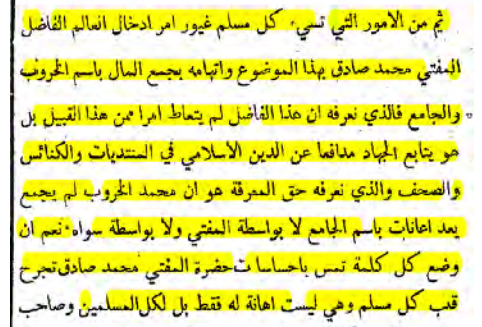 ثم من الامور التي تسيء كل مسلم غيور امر ادخال العالم الفاضل
المفتي محمد صادق بهذا الموضوع واتهامه بجمع المال باسم الخروب
والجامع فالذي نعرفه ان هذا الفاضل لم يتعاط امرا ممن هذا القبيل بل
هو يتابع الجهاد مدافعا عن الدين الاسلامي في المنتديات والكنائس
والصحف والذي نعرفه حق المعرفة هو ان محمد الخروب لم يجمع
بعد اعانات باسم الجامع لا بواسطة المفتي ولا بواسطة سواه٠ نعم ان
وضع كل كلمة تمس باحساسات حضرة المفتي محمد صادق تجرح
قلب كل مسلم وهي ليست اهانة له فقط بل لكل المسلمين وصاحب